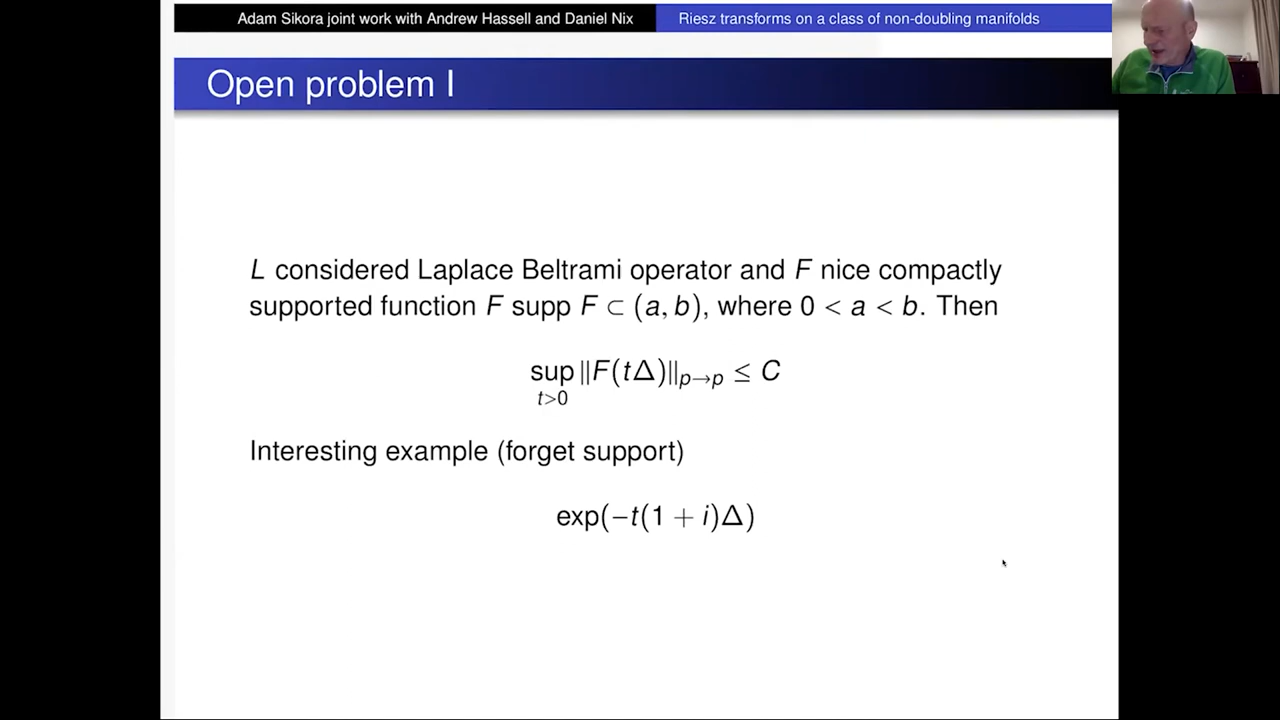 Adam Sikora joint work with Andrew Hassell and Daniel Nix Riesz transforms on a class of non-doubling manifolds
Open problem I
L considered Laplace Beltrami operator and F nice compactly
supported function F supp F ⊂ (a, b), where 0 < a < b. Then
sup ‖F(tΔ)‖p→p ≤ C
t>0
Interesting example (forget support)
exp(−t(1 + i)Δ)